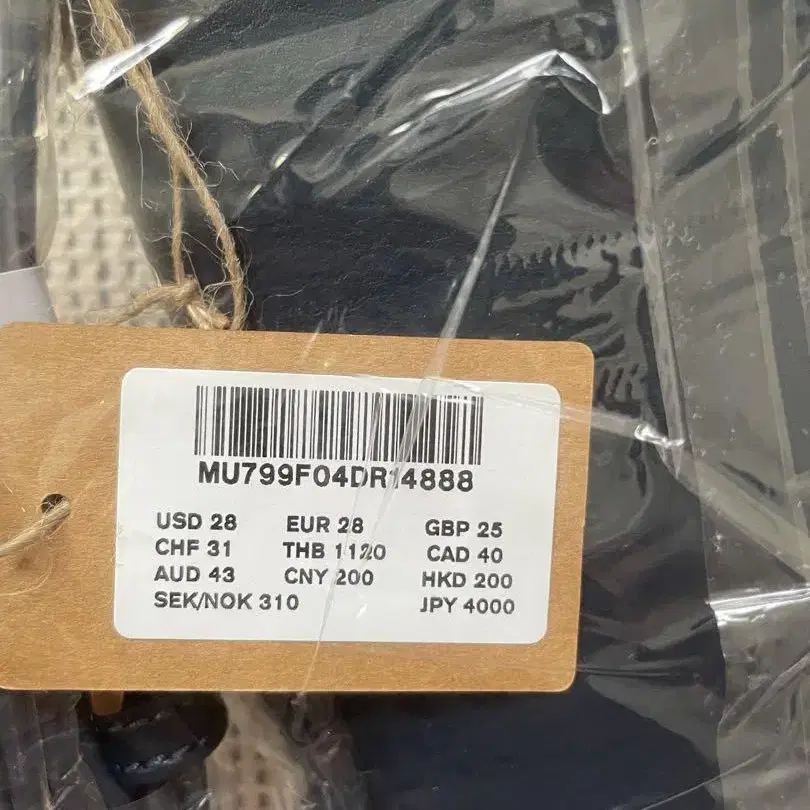 MU799F04DR14888
USD 28 EUR 28 GBP 25
CHF 31 THB 1120 CAD 40
AUD 43 CNY 200 HKD 200
SEK/NOK 310 JPY 4000